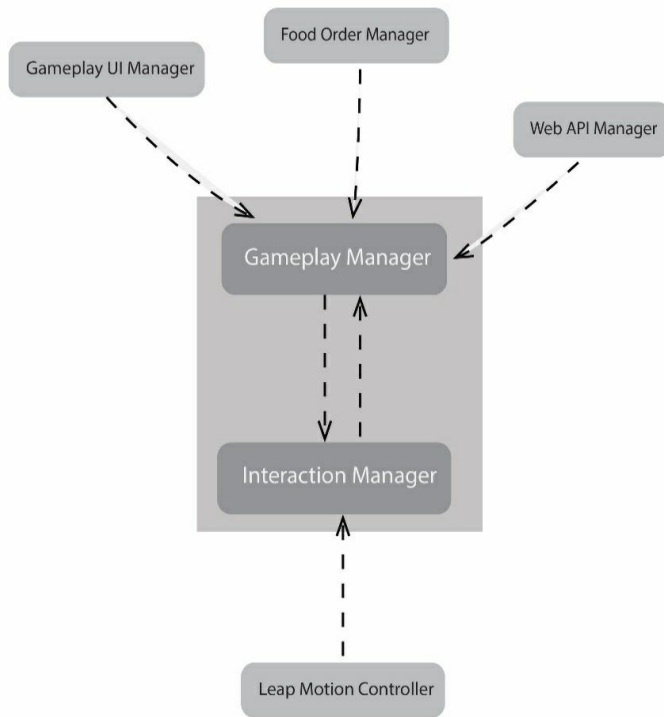 Food Order Manager
Gameplay UI Manager
Web API Manager
Gameplay Manager
Interaction Manager
Leap Motion Controller